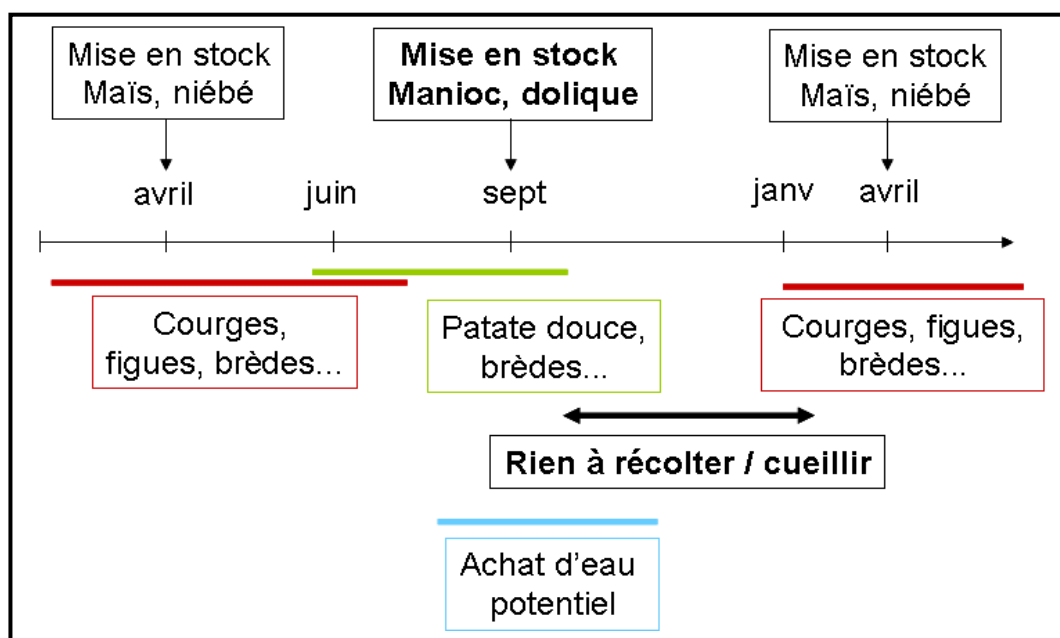 Mise en stock
Maïs, niébé
Mise en stock
Manioc, dolique
Mise en stock
Maïs, niébé
avril
juin
sept
janv
avril
Courges,
figues, brèdes...
Patate douce,
brèdes...
Courges, figues,
brèdes...
Rien à récolter / cueillir
Achat d’eau
potentiel